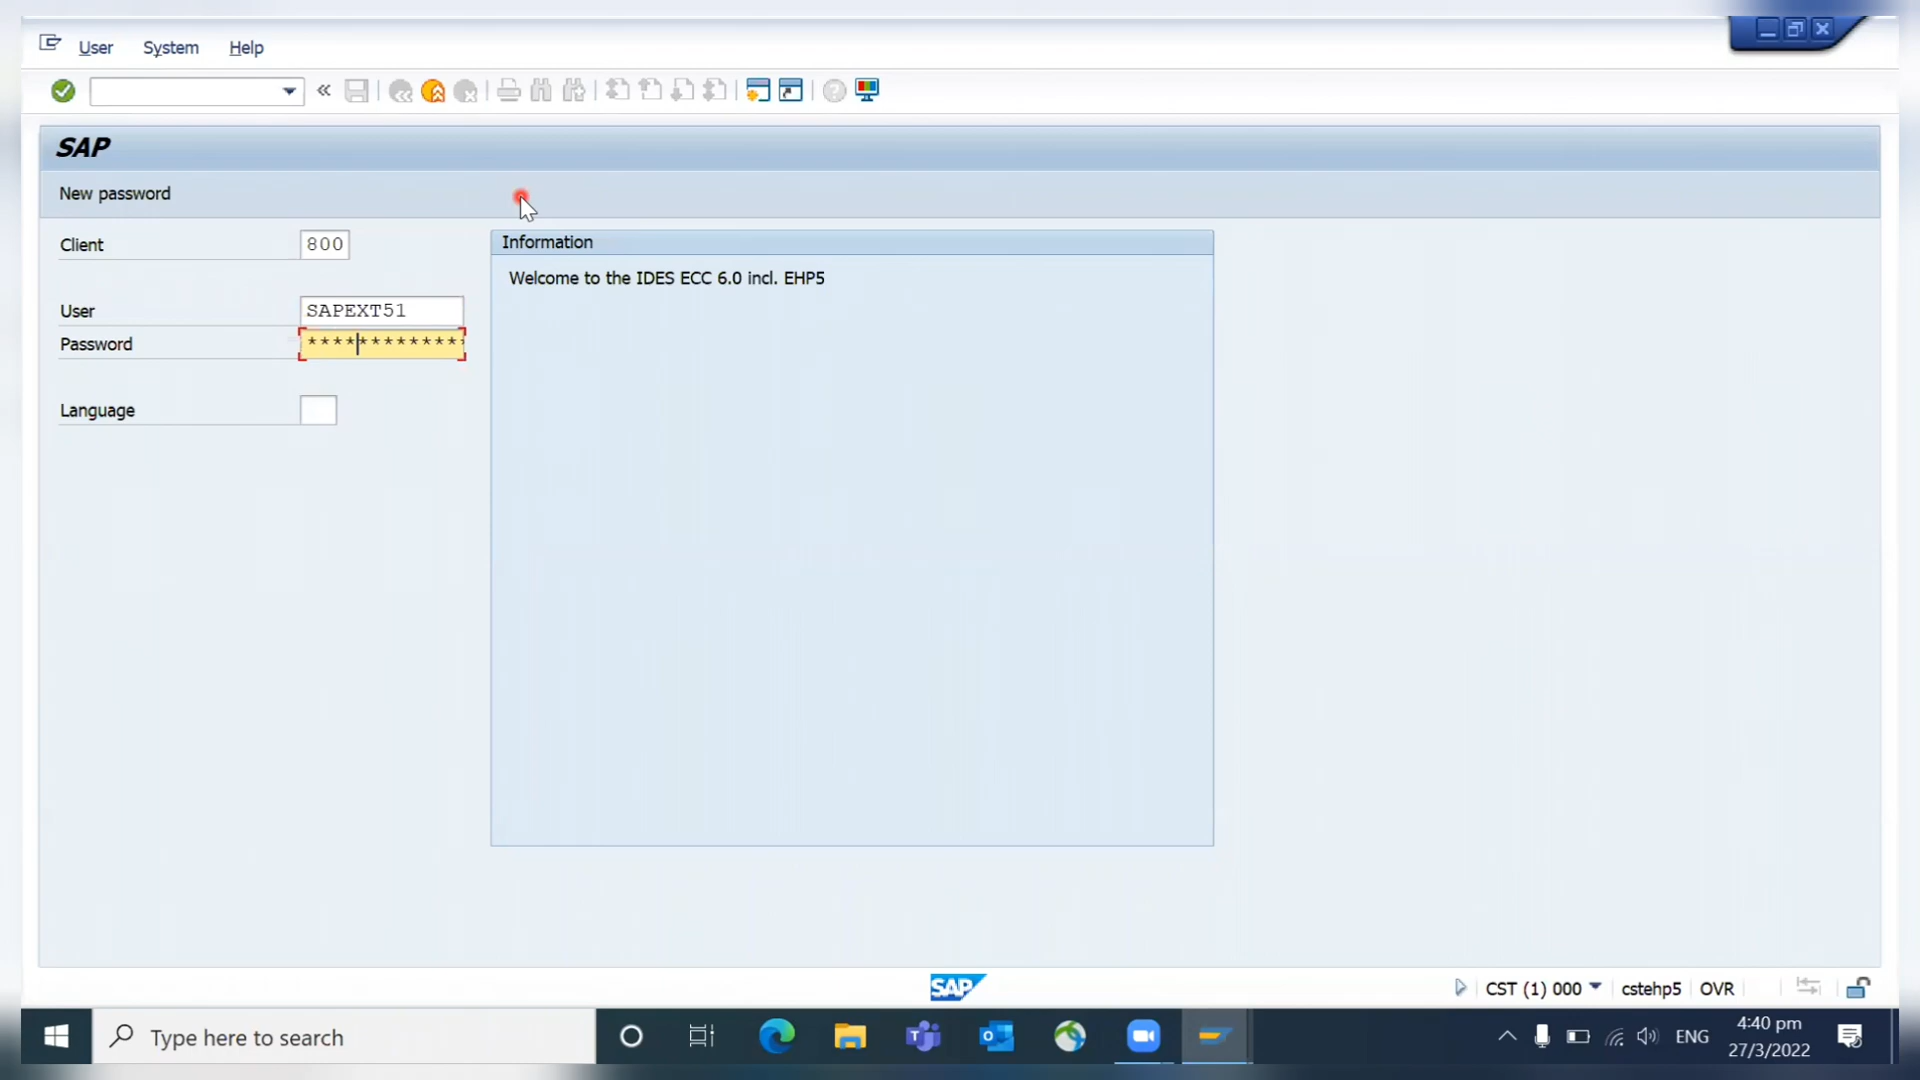 User System Help
SAP
New password
Client 800
Information
Welcome to the IDES ECC 6.0 incl. EHP5
User SAPEXT51
Password *************
Language
SAP
CST (1) 000 cstehp5 OVR
Type here to search
ENG
4:40 pm
27/3/2022